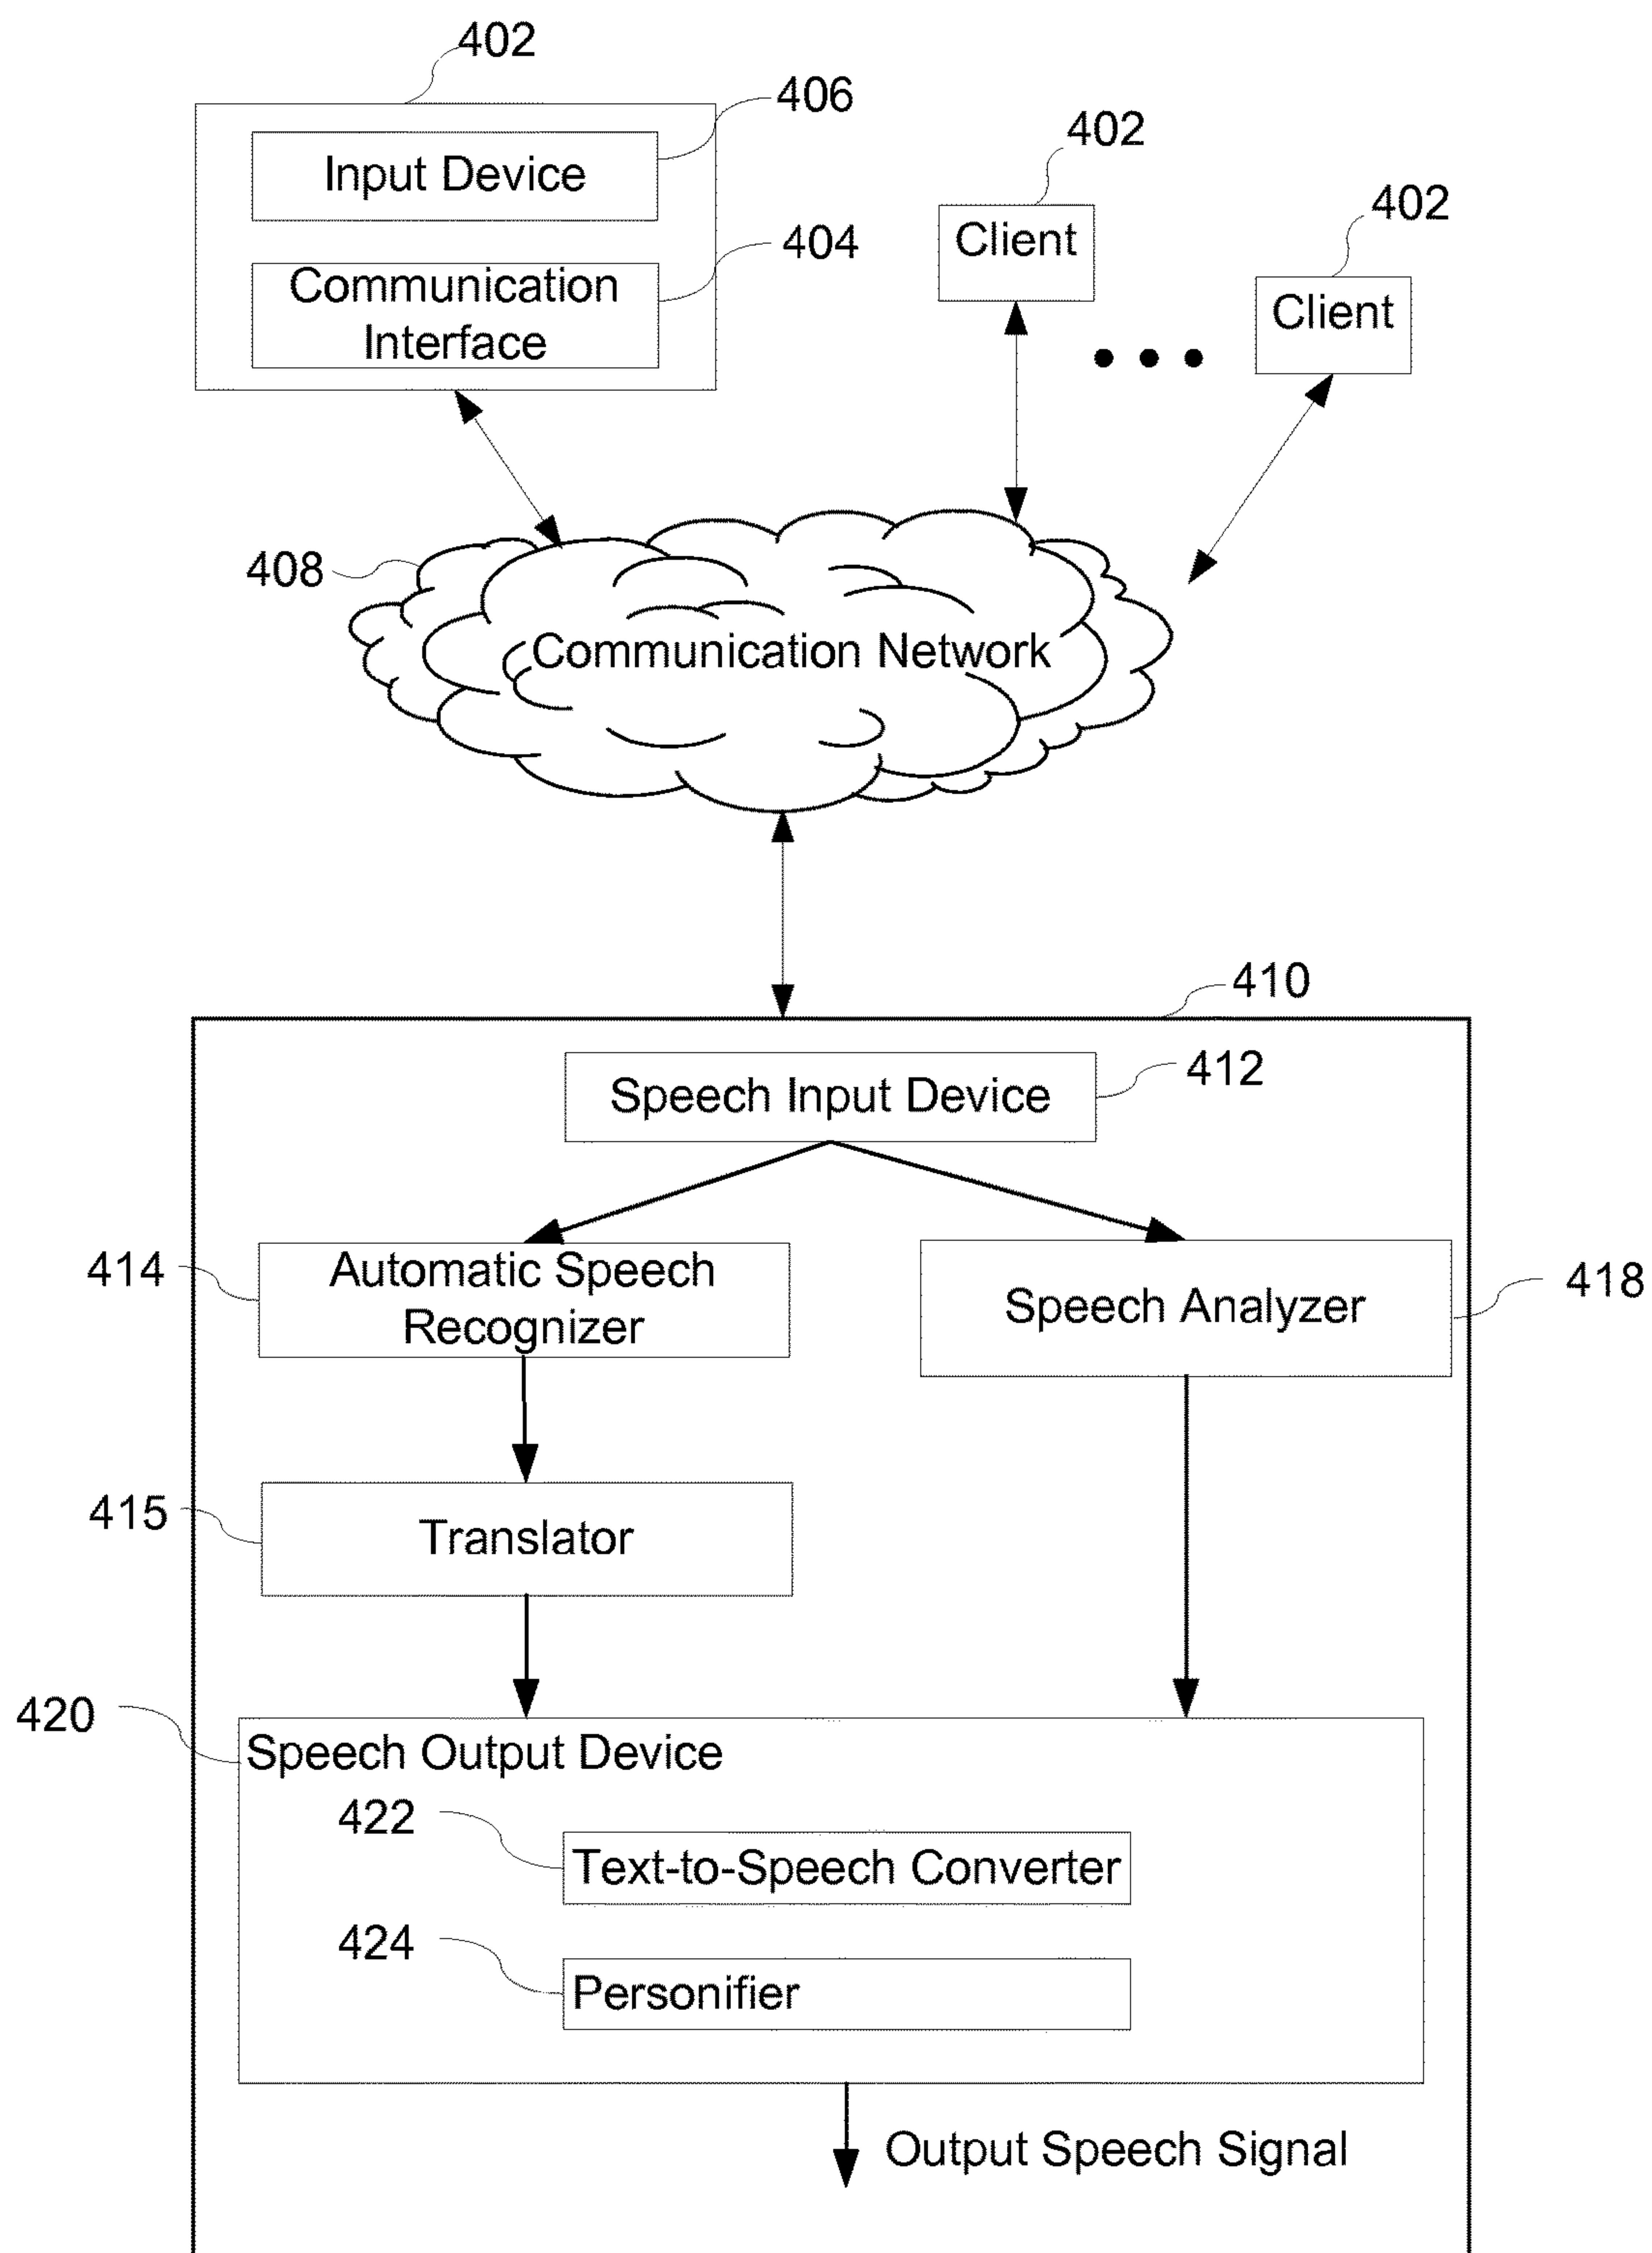 402
406
Input Device
404
Communication
Interface
402
Client
402
Client
408
Communication Network
410
Speech Input Device
412
414
Automatic Speech
Recognizer
Speech Analyzer
418
415
Translator
420
Speech Output Device
422
Text-to-Speech Converter
424
Personifier
Output Speech Signal